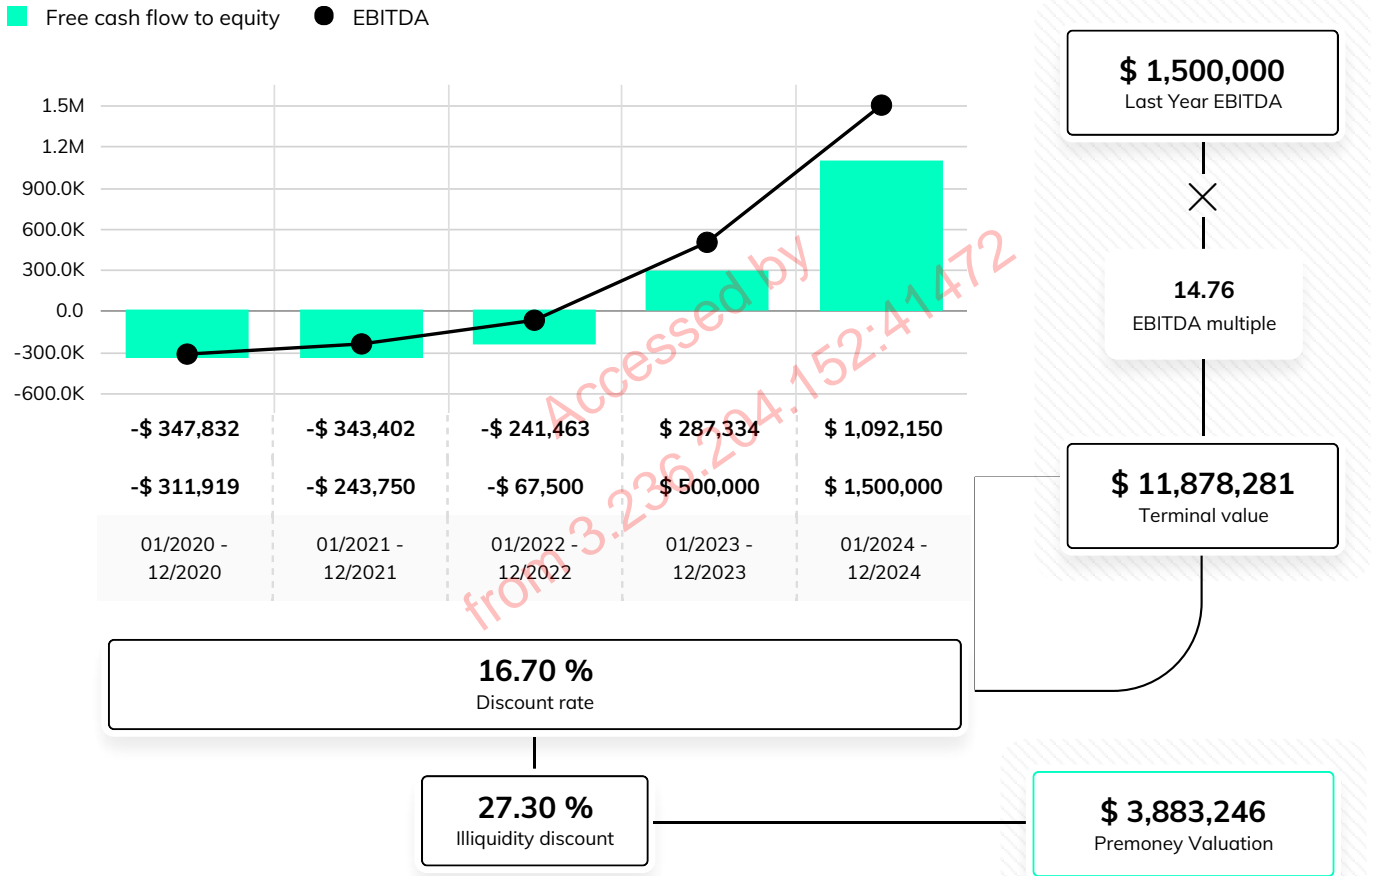 Free cash flow to equity EBITDA
1.5M
1.2M
900.0K
600.0K
300.0K
0.0
-300.0K
-600.0K
-$ 347,832 -$ 343,402 -$ 241,463 $ 287,334 $ 1,092,150
-$ 311,919 -$ 243,750 -$ 67,500 $ 500,000 $ 1,500,000
01/2020 - 01/2021 - 01/2022 - 01/2023 - 01/2024 -
12/2020 12/2021 12/2022 12/2023 12/2024
$ 1,500,000
Last Year EBITDA
14.76
EBITDA multiple
$ 11,878,281
Terminal value
16.70 %
Discount rate
27.30 %
Illiquidity discount
$ 3,883,246
Premoney Valuation
Accessed by
from 3.236.204.152:41472